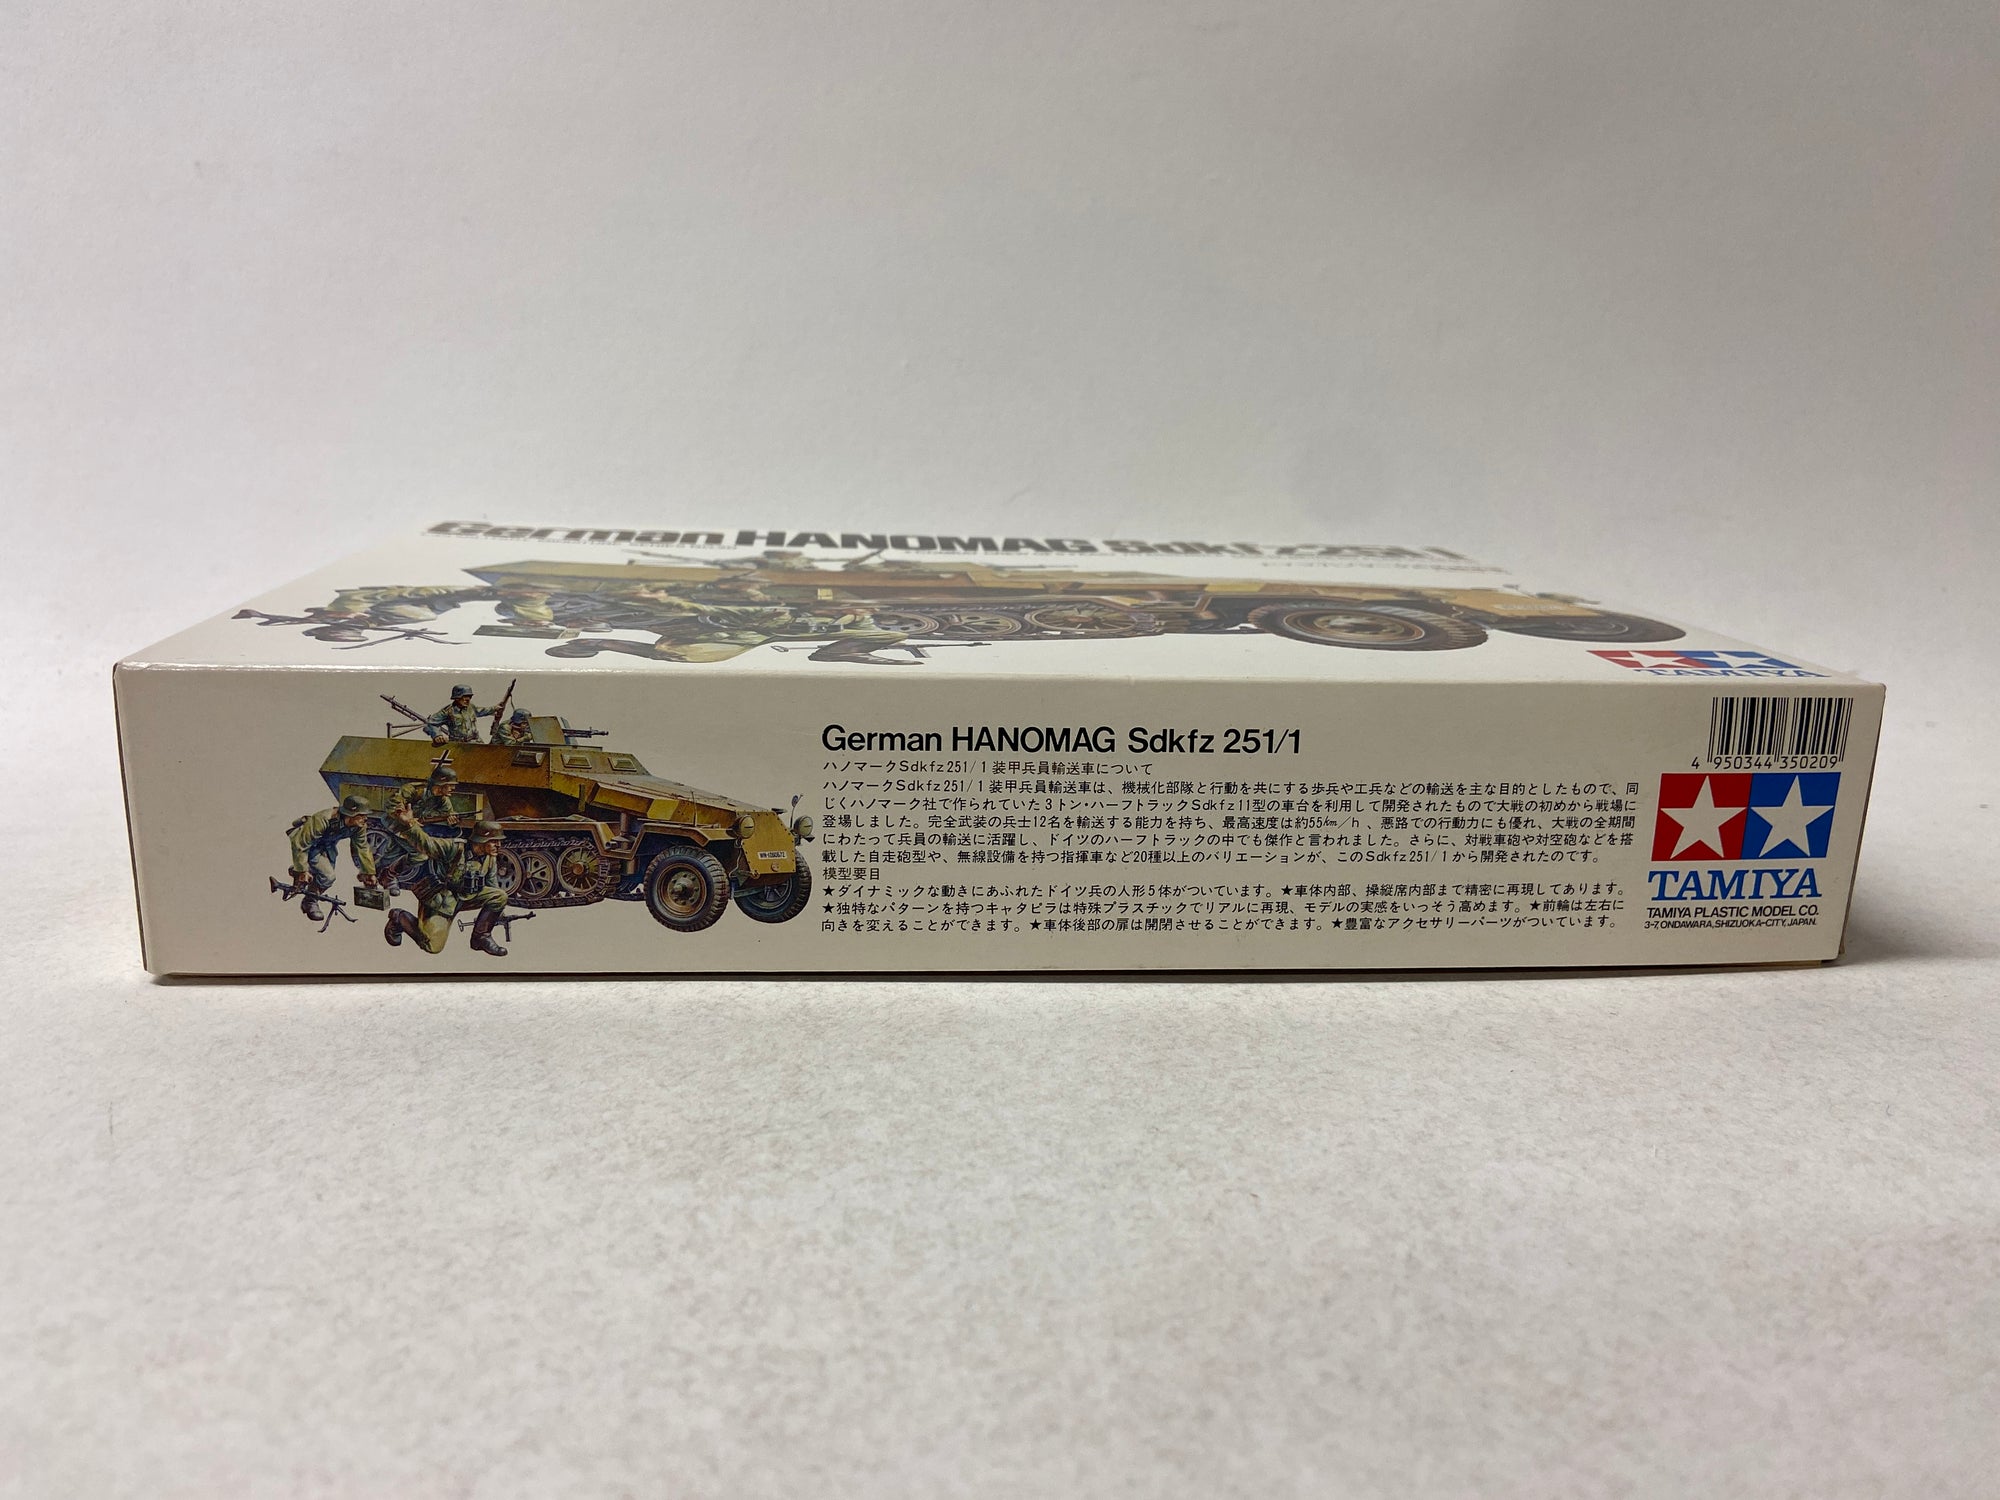 German HANOMAG Sdkfz 251/1
TAMIYA
German HANOMAG Sdkfz 251/1
ハノマークSdkfz251/1装甲兵員輸送車について
ハノマークSdkfz251/1装甲兵員輸送車は、機械化部隊と行動を共にする歩兵や工兵などの輸送を主な目的としたもので、同
じくハノマーク社で作られていた3トン・ハーフトラックSdkfz11型の車台を利用して開発されたもので大戦の初めから戦場に
登場しました。完全武装の兵士12名を輸送する能力を持ち、最高速度は約55km/h、悪路での行動力にも優れ、大戦の全期間
にわたって兵員の輸送に活躍し、ドイツのハーフトラックの中でも傑作と言われました。さらに、対戦車砲や対空砲などを搭
載した自走砲型や、無線設備を持つ指揮車など20種以上のバリエーションが、このSdkfz251/1から開発されたのです。
模型要目
★ダイナミックな動きにあふれたドイツ兵の人形5体がついています。★車体内部、操縦席内部まで精密に再現してあります。
★独特なパターンを持つキャタピラは特殊プラスチックでリアルに再現、モデルの実感をいっそう高めます。★前輪は左右に
向きを変えることができます。★車体後部の扉は開閉させることができます。★豊富なアクセサリーパーツがついています。
4 950344 350209
TAMIYA
TAMIYA PLASTIC MODEL CO.
3-7, ONDAWARA, SHIZUOKA-CITY, JAPAN.